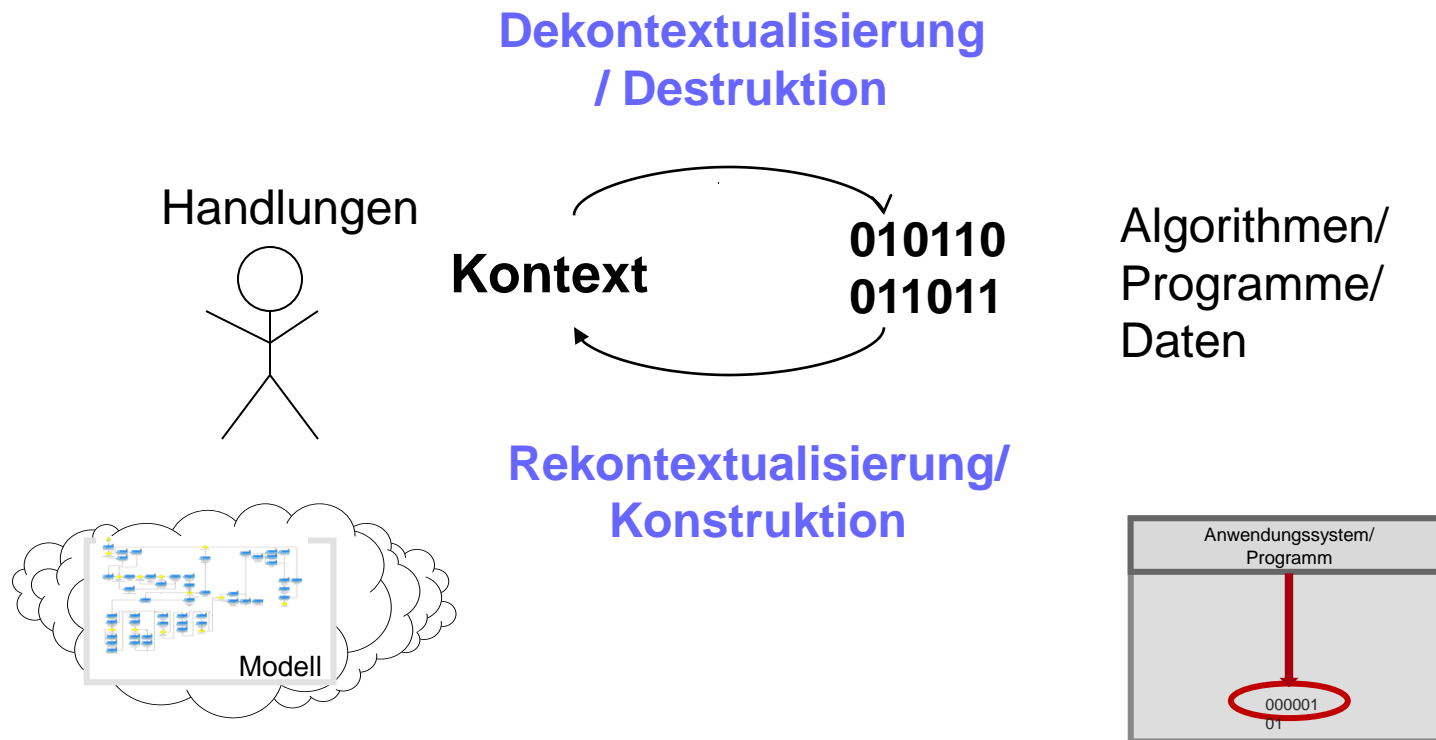 Dekontextualisierung
/ Destruktion
Handlungen
Kontext
010110
011011
Algorithmen/
Programme/
Daten
Rekontextualisierung/
Konstruktion
Modell
Anwendungssystem/
Programm
000001
01